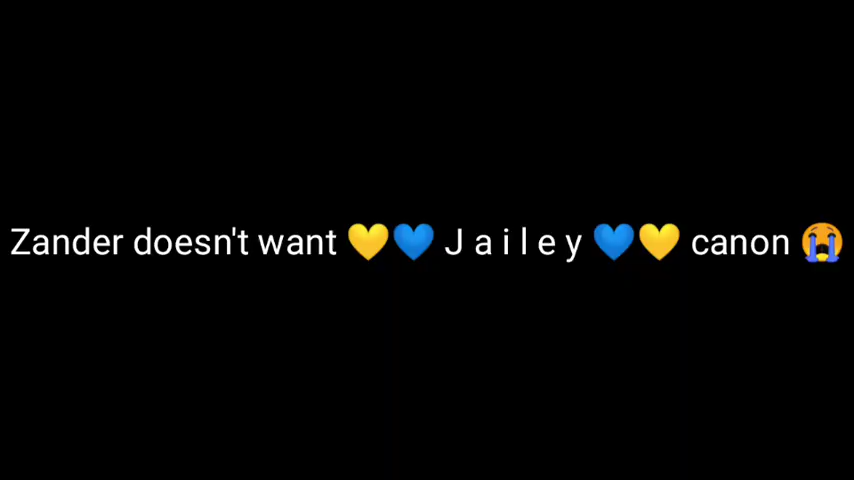 Zander doesn't want 💛💙 J a i l e y 💙💛 canon 😭